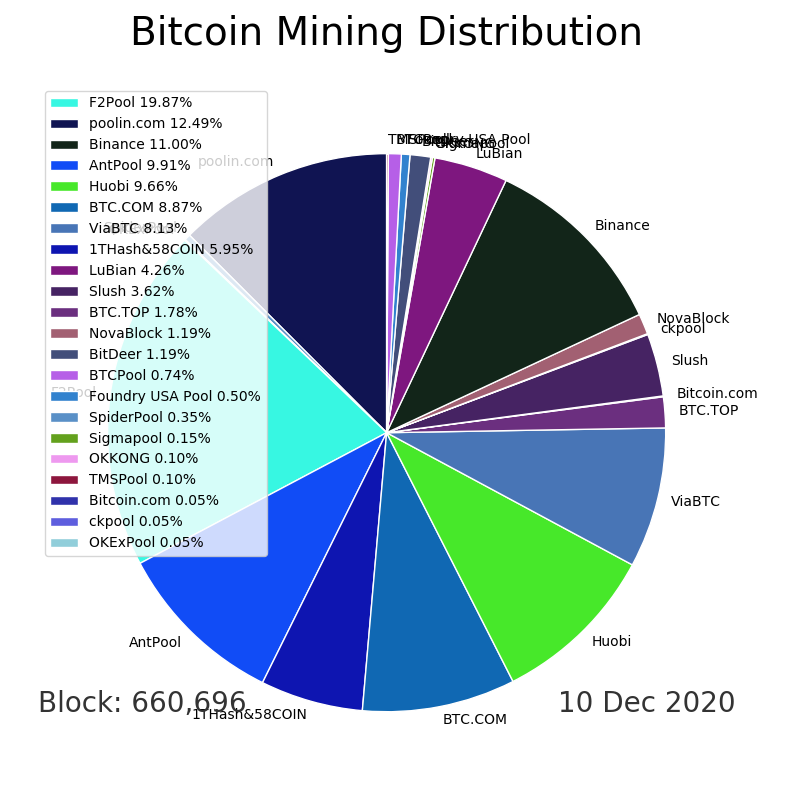 Bitcoin Mining Distribution
F2Pool 19.87%
poolin.com 12.49%
Binance 11.00%
AntPool 9.91%
Huobi 9.66%
BTC.COM 8.87%
ViaBTC 8.13%
1THash&58COIN 5.95%
LuBian 4.26%
Slush 3.62%
BTC.TOP 1.78%
NovaBlock 1.19%
BitDeer 1.19%
BTCPool 0.74%
Foundry USA Pool 0.50%
SpiderPool 0.35%
Sigmapool 0.15%
OKKONG 0.10%
TMSPool 0.10%
Bitcoin.com 0.05%
ckpool 0.05%
OKExPool 0.05%
poolin.com
F2Pool
AntPool
1THash&58COIN
BTC.COM
Huobi
ViaBTC
BTC.TOP
Bitcoin.com
Slush
ckpool
NovaBlock
Binance
LuBian
USA Pool
Block: 660,696
10 Dec 2020